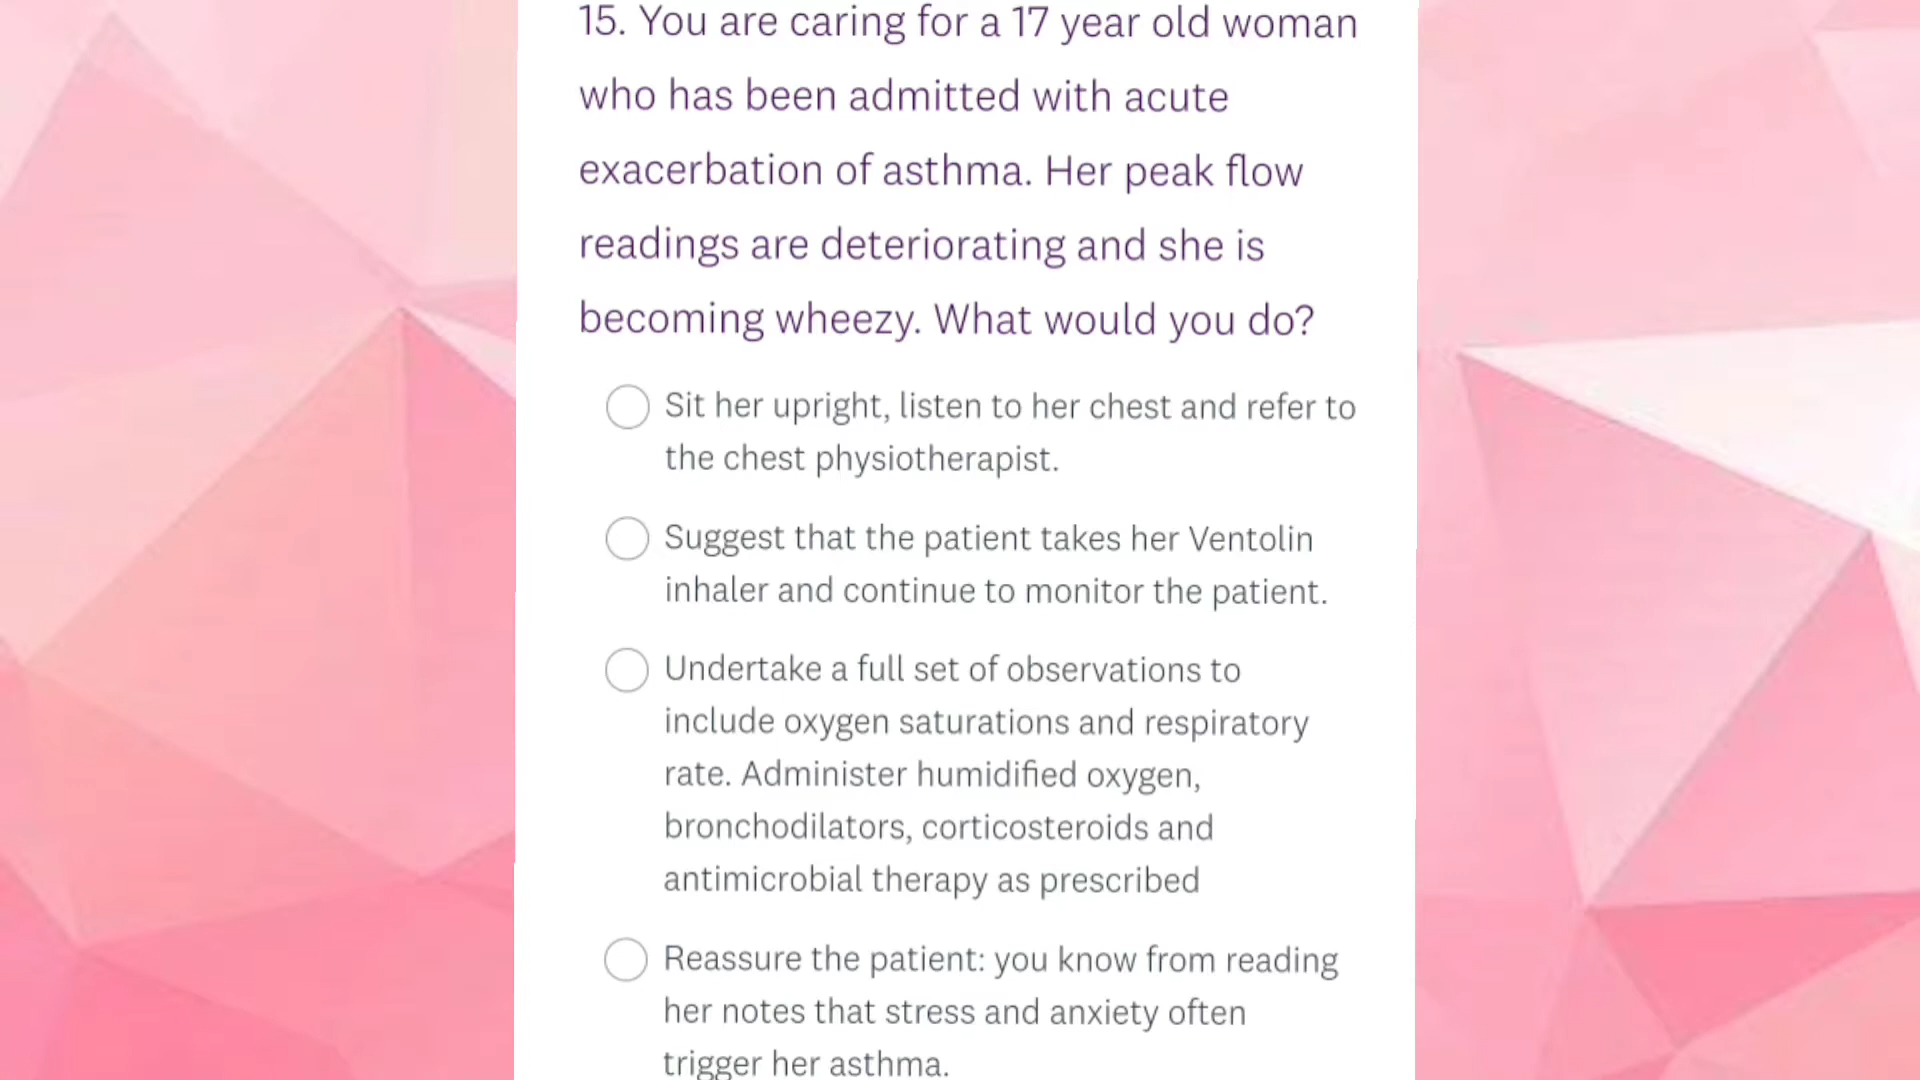 15. You are caring for a 17 year old woman
who has been admitted with acute
exacerbation of asthma. Her peak flow
readings are deteriorating and she is
becoming wheezy. What would you do?
Sit her upright, listen to her chest and refer to
the chest physiotherapist.
Suggest that the patient takes her Ventolin
inhaler and continue to monitor the patient.
Undertake a full set of observations to
include oxygen saturations and respiratory
rate. Administer humidified oxygen,
bronchodilators, corticosteroids and
antimicrobial therapy as prescribed
Reassure the patient: you know from reading
her notes that stress and anxiety often
trigger her asthma.